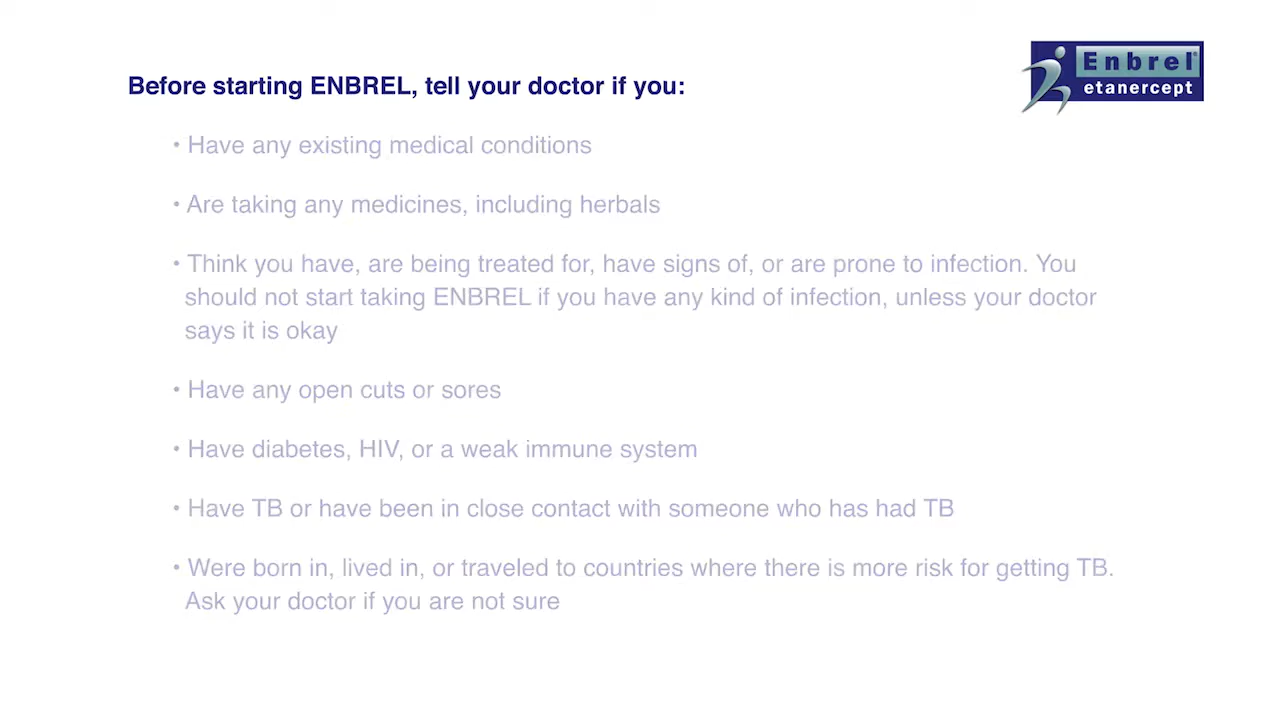 Before starting ENBREL, tell your doctor if you:
Enbrel®
etanercept
• Have any existing medical conditions
• Are taking any medicines, including herbals
• Think you have, are being treated for, have signs of, or are prone to infection. You
should not start taking ENBREL if you have any kind of infection, unless your doctor
says it is okay
• Have any open cuts or sores
• Have diabetes, HIV, or a weak immune system
• Have TB or have been in close contact with someone who has had TB
• Were born in, lived in, or traveled to countries where there is more risk for getting TB.
Ask your doctor if you are not sure